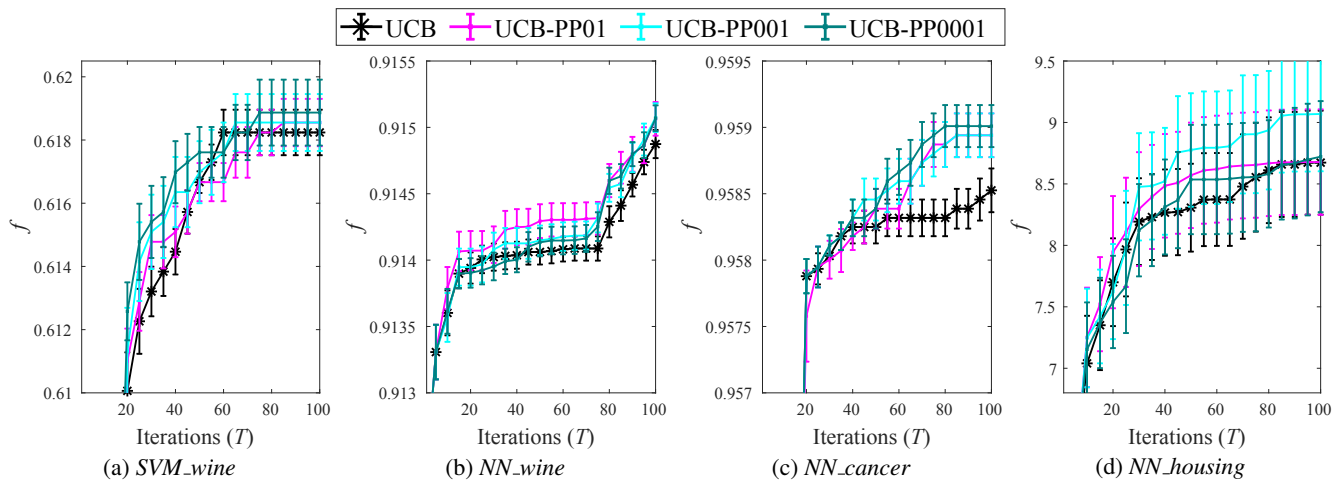 UCB UCB-PP01 UCB-PP001 UCB-PP0001
0.62
0.618
0.616
0.614
0.612
0.61
f
20 40 60 80 100
Iterations (T)
(a) SVM_wine
0.9155
0.915
0.9145
0.914
0.9135
0.913
f
20 40 60 80 100
Iterations (T)
(b) NN_wine
0.9595
0.959
0.9585
0.958
0.9575
0.957
f
20 40 60 80 100
Iterations (T)
(c) NN_cancer
9.5
9
8.5
8
7.5
7
f
20 40 60 80 100
Iterations (T)
(d) NN_housing